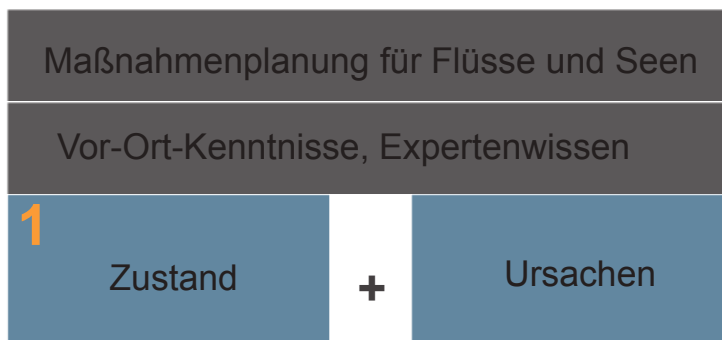 Maßnahmenplanung für Flüsse und Seen
Vor-Ort-Kenntnisse, Expertenwissen
1
Zustand + Ursachen